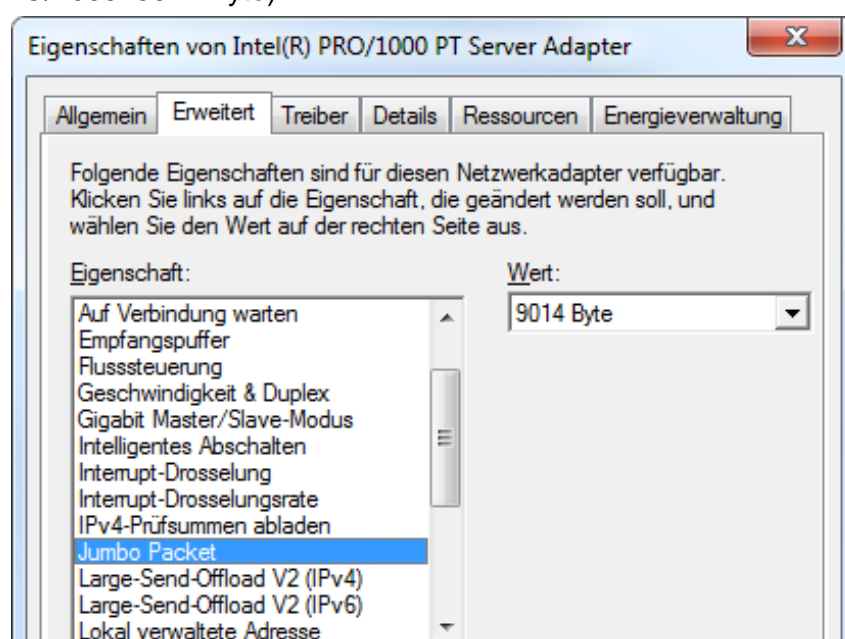 Eigenschaften von Intel(R) PRO/1000 PT Server Adapter
Allgemein Erweitert Treiber Details Ressourcen Energieverwaltung
Folgende Eigenschaften sind für diesen Netzwerkadapter verfügbar.
Klicken Sie links auf die Eigenschaft, die geändert werden soll, und
wählen Sie den Wert auf der rechten Seite aus.
Eigenschaft: Wert:
Auf Verbindung warten 9014 Byte
Empfangspuffer
Flusssteuerung
Geschwindigkeit & Duplex
Gigabit Master/Slave-Modus
Intelligentes Abschalten
Interrupt-Drosselung
Interrupt-Drosselungsrate
IPv4-Prüfsummen abladen
Jumbo Packet
Large-Send-Offload V2 (IPv4)
Large-Send-Offload V2 (IPv6)
Lokal verwaltete Adresse